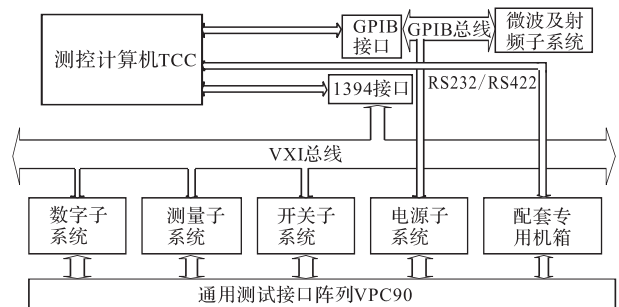 测控计算机TCC
GPIB
接口
GPIB总线
微波及射
频子系统
RS232/RS422
1394接口
VXI总线
数字子
系统
测量子
系统
开关子
系统
电源子
系统
配套专
用机箱
通用测试接口阵列VPC90